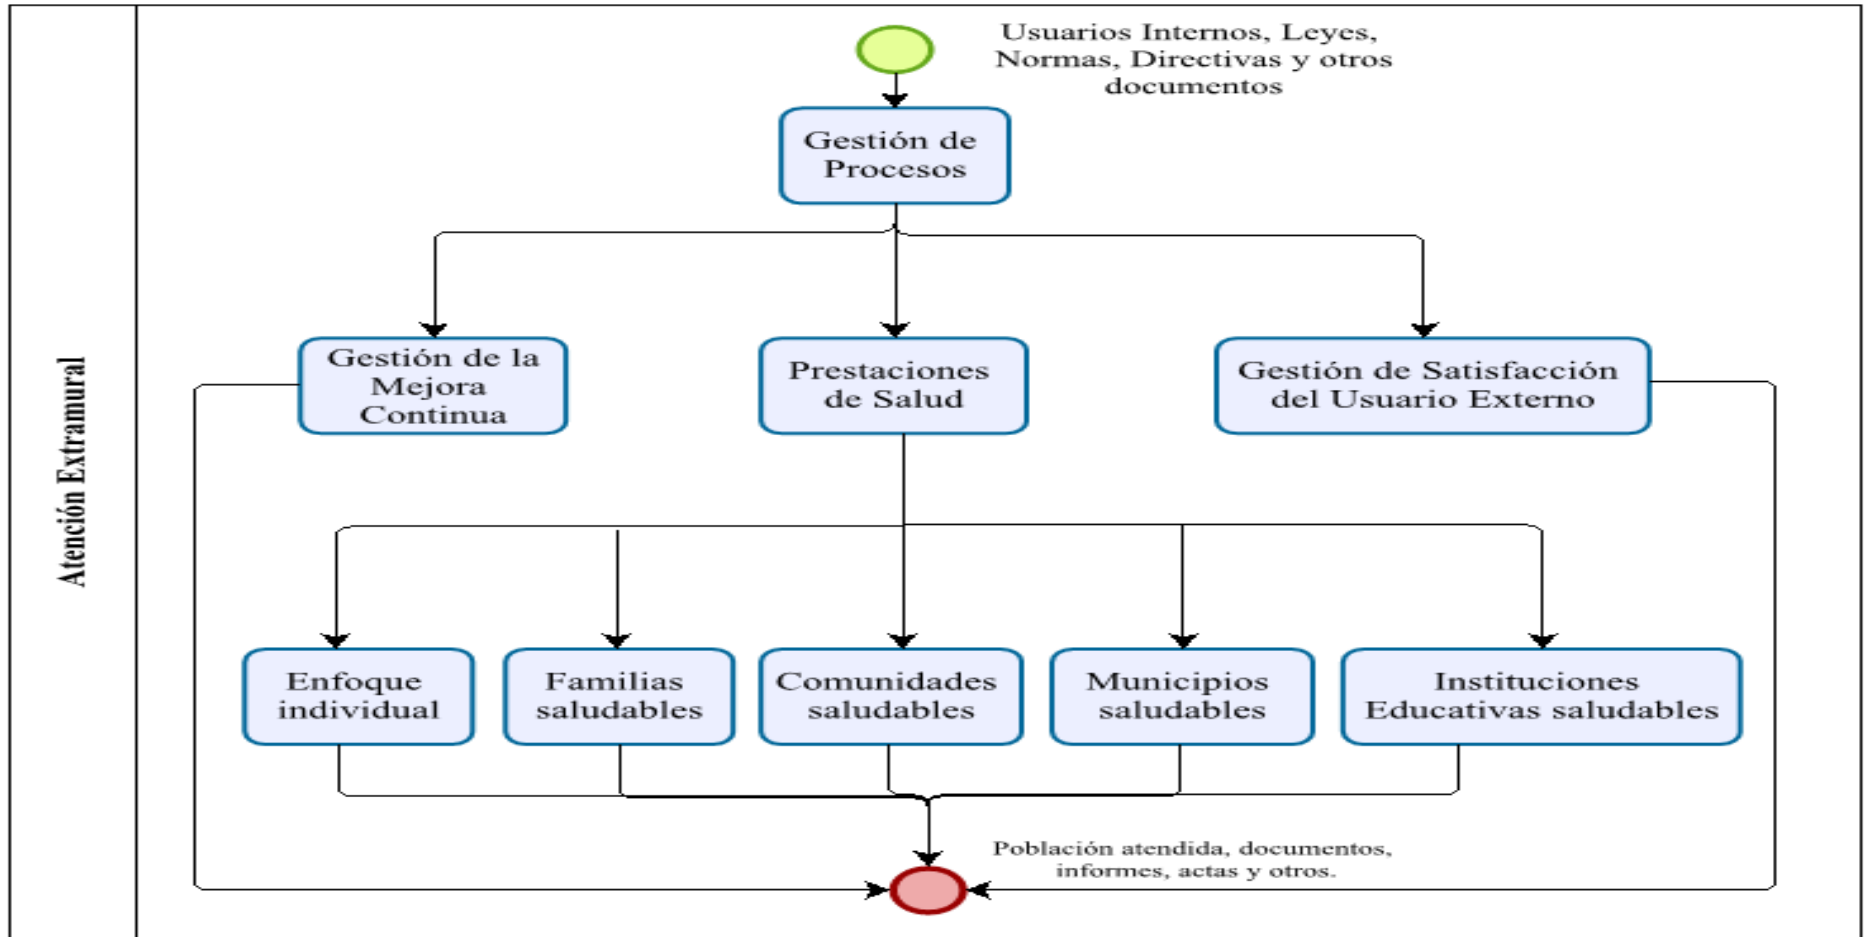 Atención Extramural
Usuarios Internos, Leyes,
Normas, Directivas y otros
documentos
Gestión de
Procesos
Gestión de la
Mejora
Continua
Prestaciones
de Salud
Gestión de Satisfacción
del Usuario Externo
Enfoque
individual
Familias
saludables
Comunidades
saludables
Municipios
saludables
Instituciones
Educativas saludables
Población atendida, documentos,
informes, actas y otros.